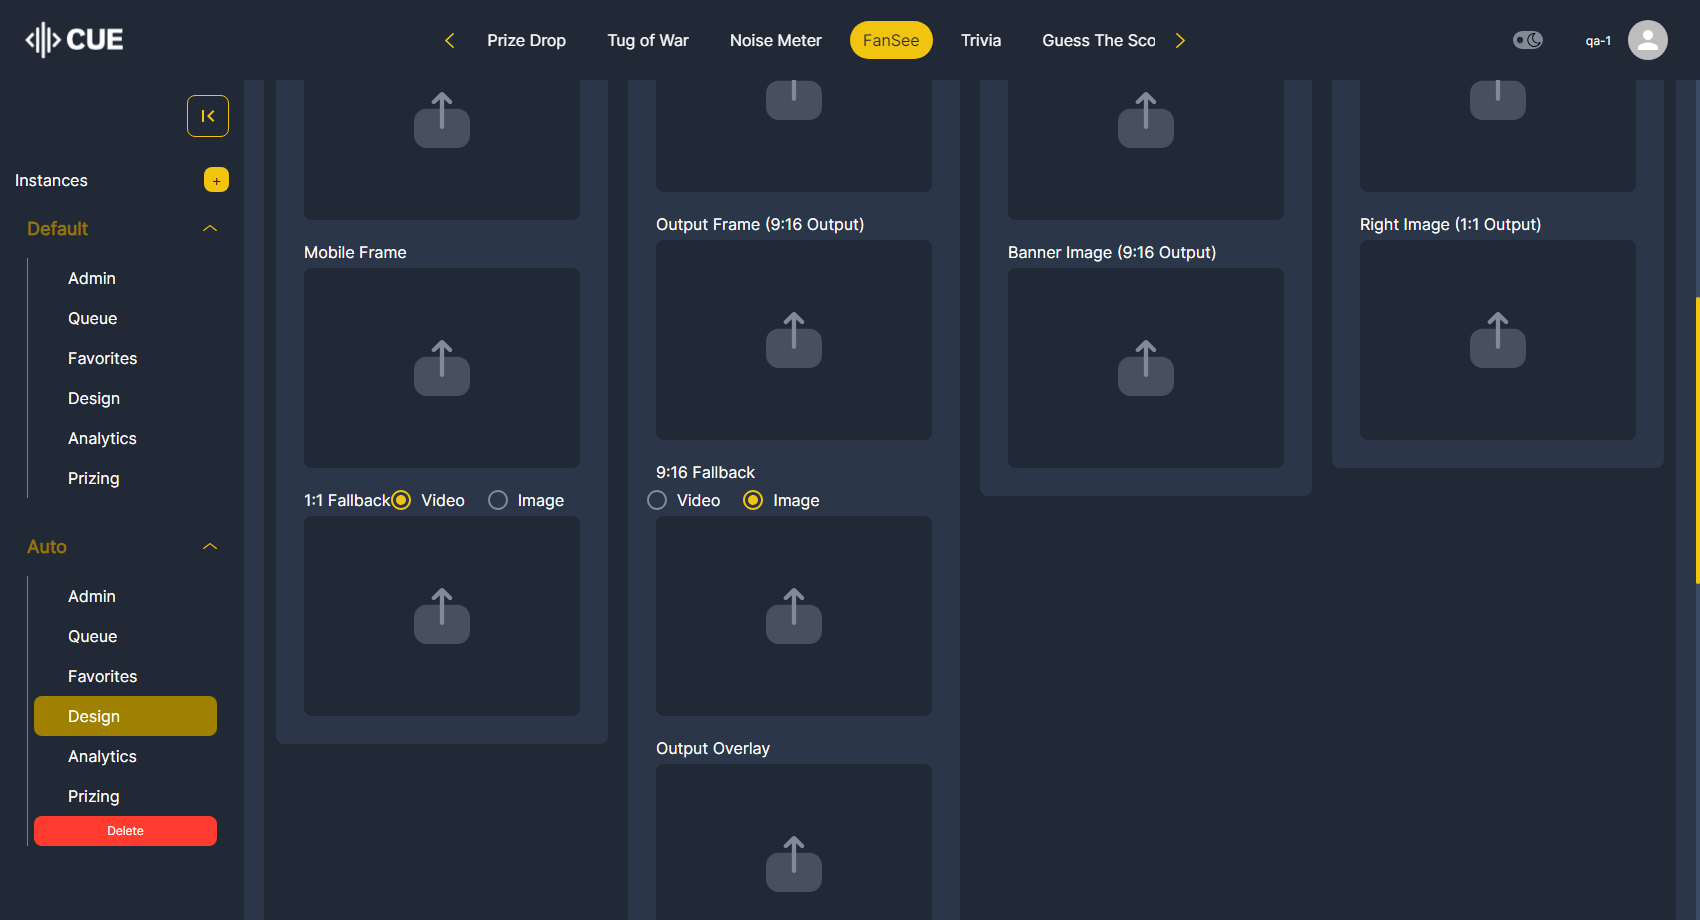 CUE
Prize Drop
Tug of War
Noise Meter
FanSee
Trivia
Guess The Sco
qa-1
Instances
+
Default
Admin
Queue
Favorites
Design
Analytics
Prizing
Auto
Admin
Queue
Favorites
Design
Analytics
Prizing
Delete
Mobile Frame
1:1 Fallback Video Image
Output Frame (9:16 Output)
9:16 Fallback
Video Image
Output Overlay
Banner Image (9:16 Output)
Right Image (1:1 Output)